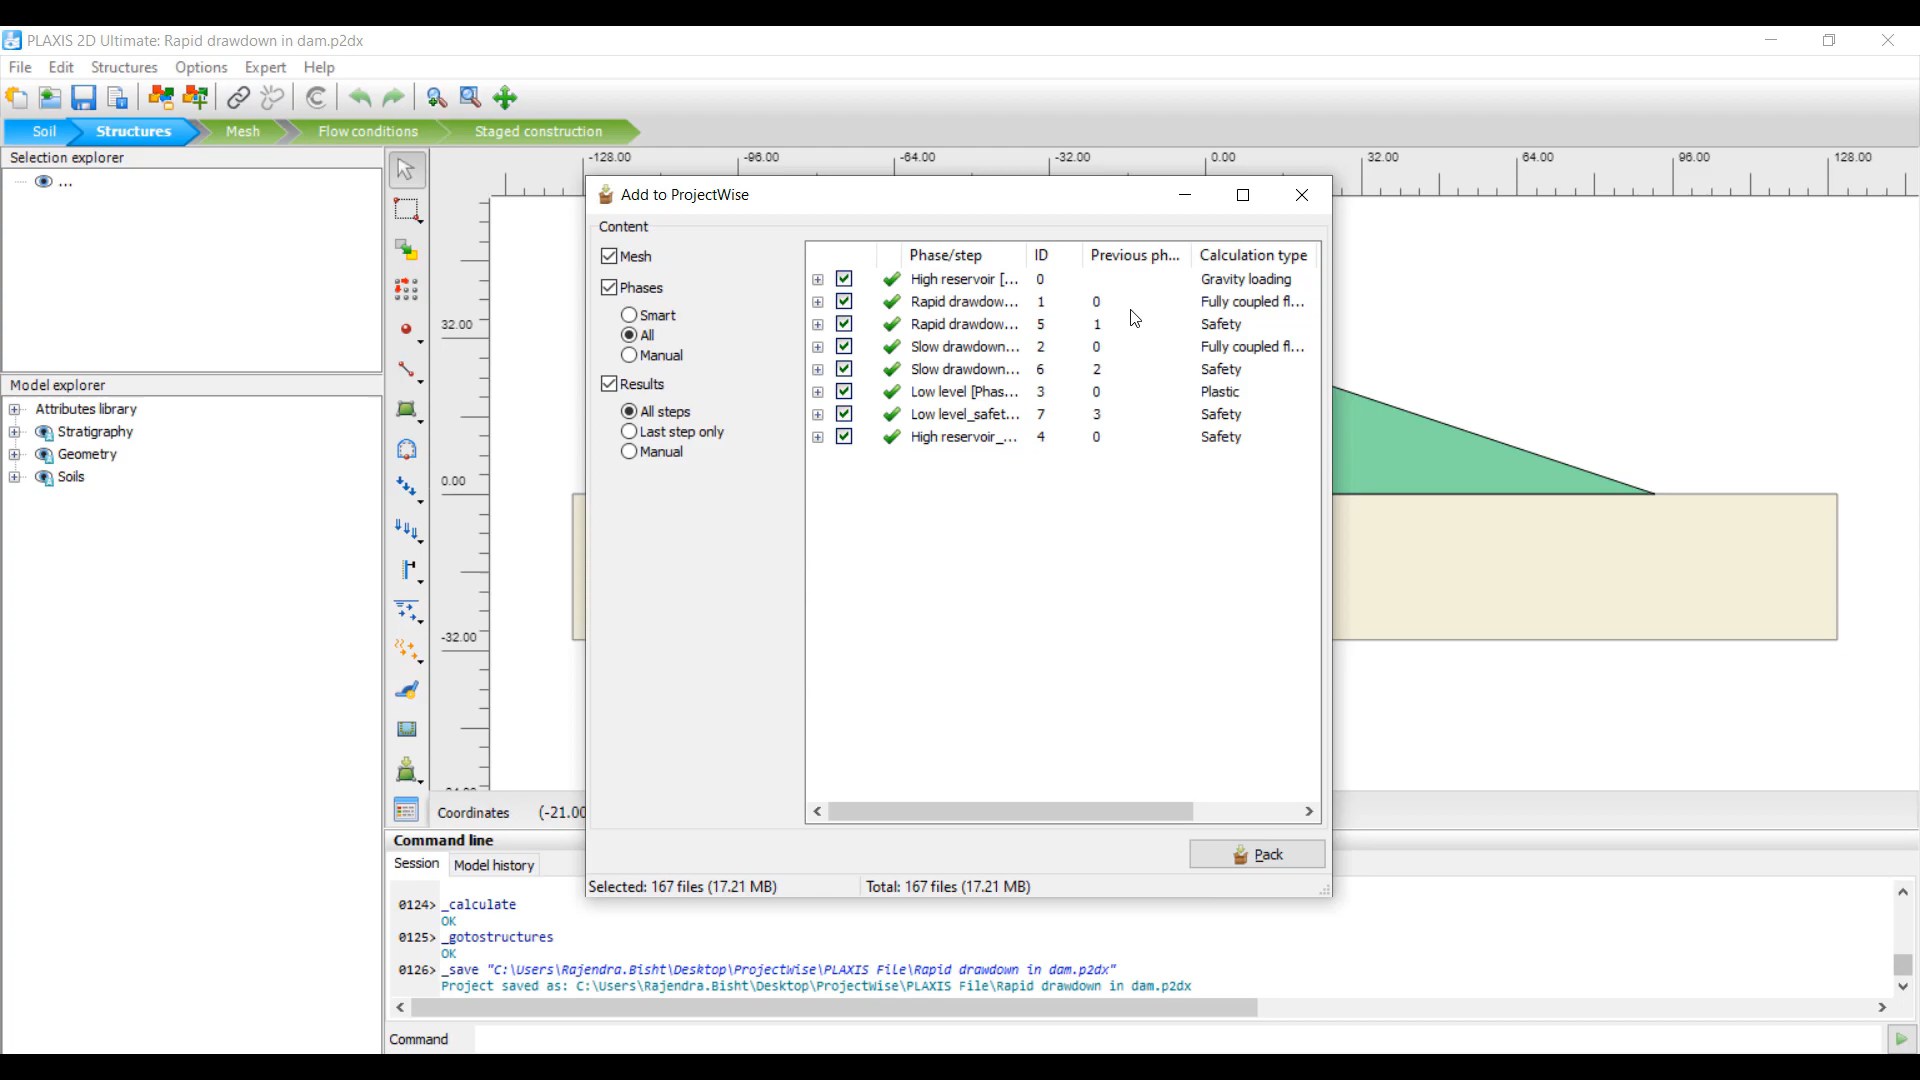 PLAXIS 2D Ultimate: Rapid drawdown in dam.p2dx
File Edit Structures Options Expert Help
Soil Structures Mesh Flow conditions Staged construction
Selection explorer
...
Model explorer
Attributes library
Stratigraphy
Geometry
Soils
-128.00 -96.00 -64.00 -32.00 0.00 32.00 64.00 96.00 128.00
32.00
0.00
-32.00
Add to ProjectWise
Content
Mesh
Phases
Smart
All
Manual
Results
All steps
Last step only
Manual
Phase/step ID Previous ph... Calculation type
High reservoir [... 0 Gravity loading
Rapid drawdow... 1 0 Fully coupled fl...
Rapid drawdow... 5 1 Safety
Slow drawdown... 2 0 Fully coupled fl...
Slow drawdown... 6 2 Safety
Low level [Phas... 3 0 Plastic
Low level_safet... 7 3 Safety
High reservoir_... 4 0 Safety
Pack
Selected: 167 files (17.21 MB) Total: 167 files (17.21 MB)
Coordinates (-21.00
Command line
Session Model history
0124> _calculate
OK
0125> _gotostructures
OK
0126> _save "C:\Users\Rajendra.Bisht\Desktop\ProjectWise\PLAXIS File\Rapid drawdown in dam.p2dx"
Project saved as: C:\Users\Rajendra.Bisht\Desktop\ProjectWise\PLAXIS File\Rapid drawdown in dam.p2dx
Command